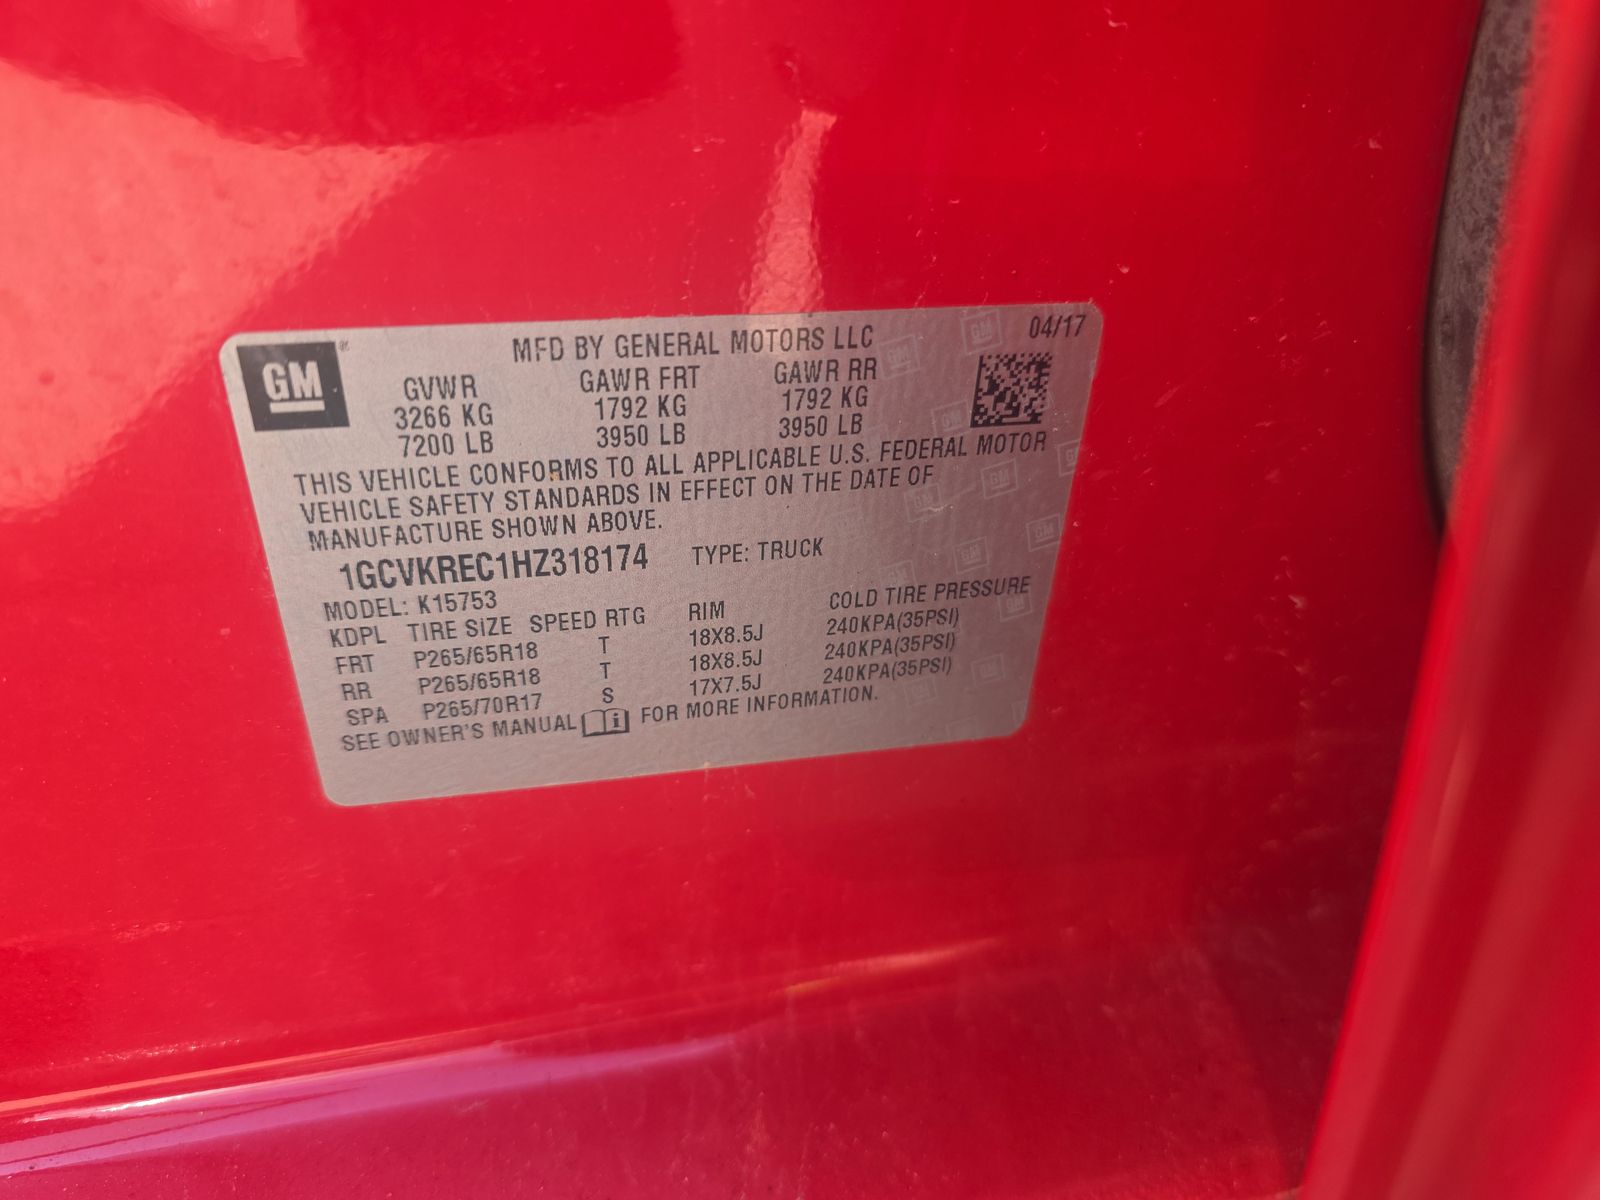 GM ®
MFD BY GENERAL MOTORS LLC 04/17
GVWR GAWR FRT GAWR RR
3266 KG 1792 KG 1792 KG
7200 LB 3950 LB 3950 LB
THIS VEHICLE CONFORMS TO ALL APPLICABLE U.S. FEDERAL MOTOR
VEHICLE SAFETY STANDARDS IN EFFECT ON THE DATE OF
MANUFACTURE SHOWN ABOVE.
1GCVKREC1HZ318174 TYPE: TRUCK
MODEL: K15753
KDPL TIRE SIZE SPEED RTG RIM COLD TIRE PRESSURE
FRT P265/65R18 T 18X8.5J 240KPA(35PSI)
RR P265/65R18 T 18X8.5J 240KPA(35PSI)
SPA P265/70R17 S 17X7.5J 240KPA(35PSI)
SEE OWNER'S MANUAL i FOR MORE INFORMATION.